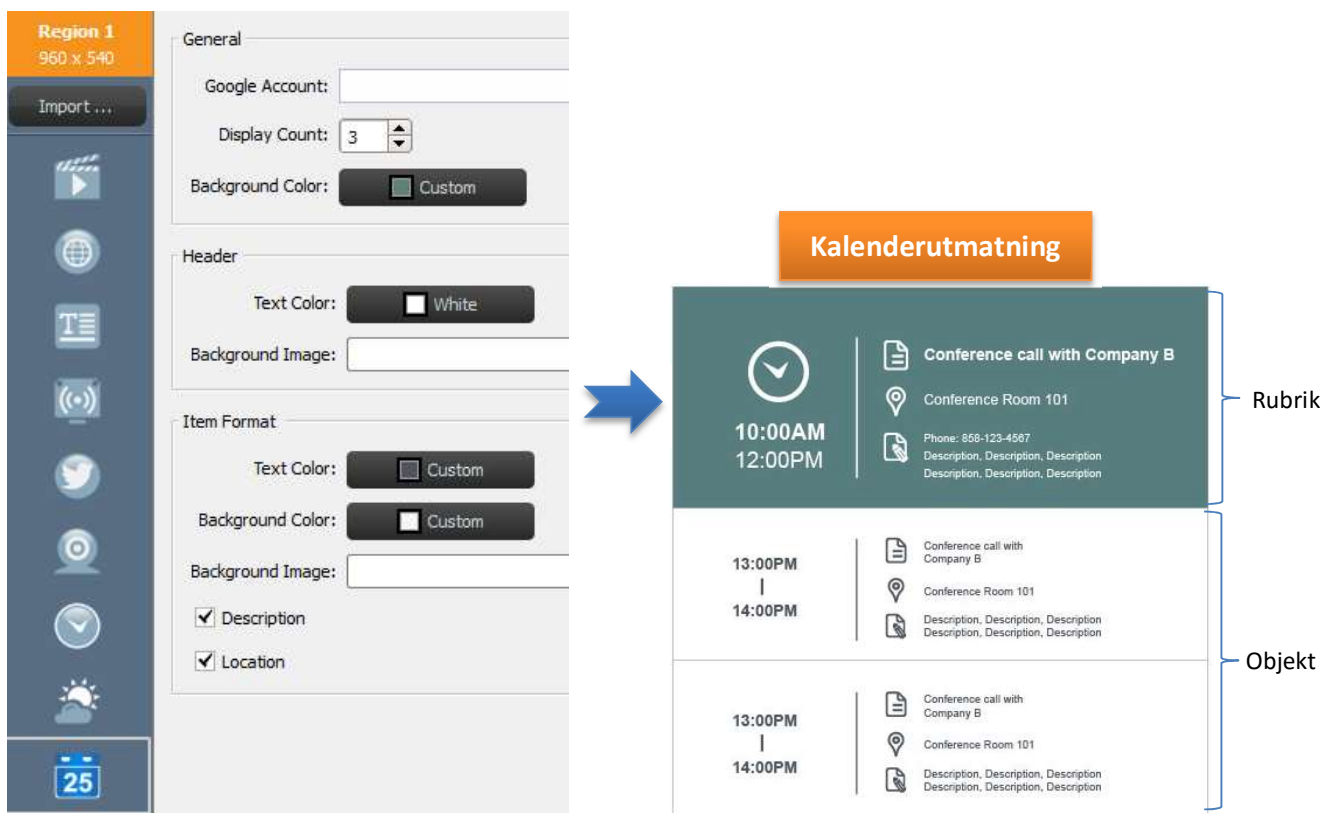 Region 1
960 x 540
Import ...
25
General
Google Account:
Display Count: 3
Background Color: Custom
Header
Text Color: White
Background Image:
Item Format
Text Color: Custom
Background Color: Custom
Background Image:
Description
Location
Kalenderutmatning
10:00AM
12:00PM
Conference call with Company B
Conference Room 101
Phone: 858-123-4567
Description, Description, Description
Description, Description, Description
Rubrik
13:00PM
|
14:00PM
Conference call with
Company B
Conference Room 101
Description, Description, Description
Description, Description, Description
Objekt
13:00PM
|
14:00PM
Conference call with
Company B
Conference Room 101
Description, Description, Description
Description, Description, Description